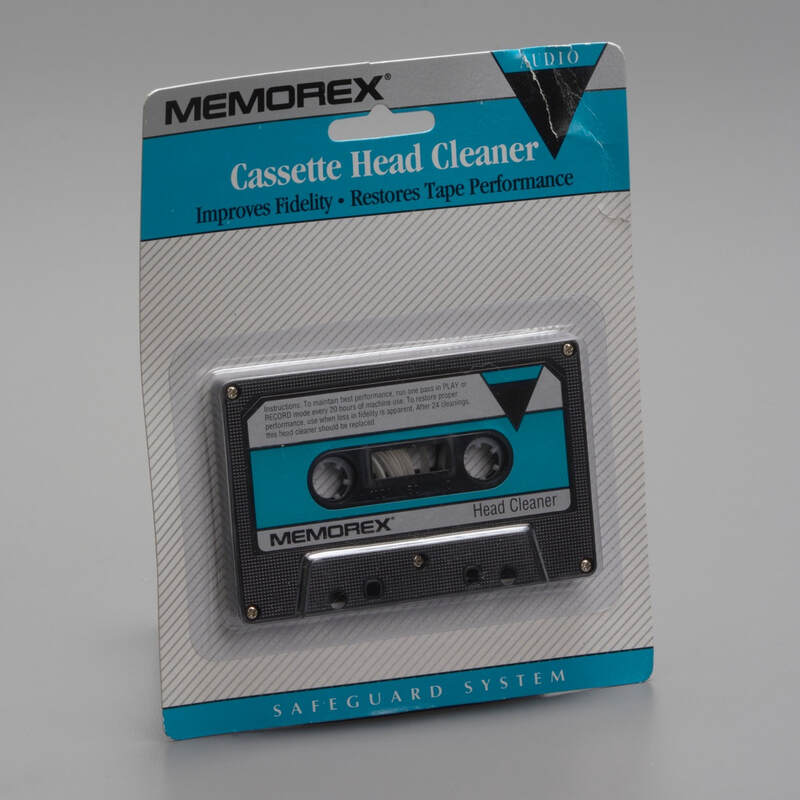 MEMOREX®
AUDIO
Cassette Head Cleaner
Improves Fidelity • Restores Tape Performance
Instructions: To maintain best performance, run one pass in PLAY or
RECORD mode every 20 hours of machine use. To restore proper
performance, use when loss in fidelity is apparent. After 24 cleanings,
this head cleaner should be replaced.
Head Cleaner
MEMOREX®
SAFEGUARD SYSTEM